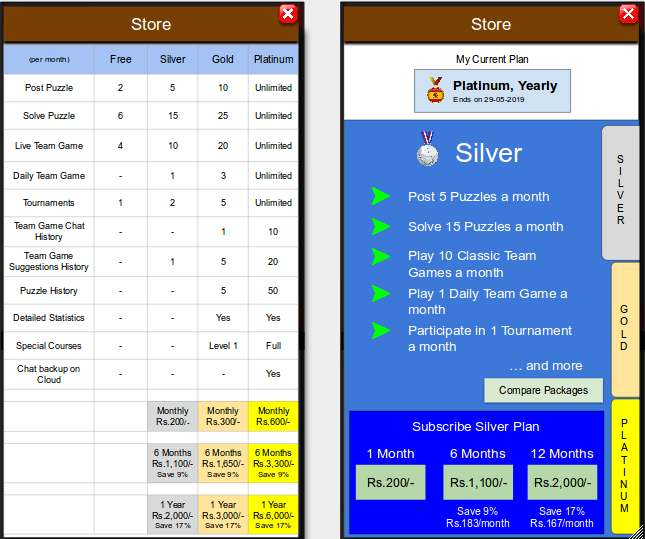 Store
(per month) Free Silver Gold Platinum
Post Puzzle 2 5 10 Unlimited
Solve Puzzle 6 15 25 Unlimited
Live Team Game 4 10 20 Unlimited
Daily Team Game - 1 3 Unlimited
Tournaments 1 2 5 Unlimited
Team Game Chat
History - - 1 10
Team Game
Suggestions History - 1 5 20
Puzzle History - - 5 50
Detailed Statistics - - Yes Yes
Special Courses - - Level 1 Full
Chat backup on
Cloud - - - Yes
Monthly Monthly Monthly
Rs.200/- Rs.300/- Rs.600/-
6 Months 6 Months 6 Months
Rs.1,100/- Rs.1,650/- Rs.3,300/-
Save 9% Save 9% Save 9%
1 Year 1 Year 1 Year
Rs.2,000/- Rs.3,000/- Rs.6,000/-
Save 17% Save 17% Save 17%
Store
My Current Plan
Platinum, Yearly
Ends on 29-05-2019
Silver
Post 5 Puzzles a month
Solve 15 Puzzles a month
Play 10 Classic Team
Games a month
Play 1 Daily Team Game a
month
Participate in 1 Tournament
a month
... and more
Compare Packages
Subscribe Silver Plan
1 Month 6 Months 12 Months
Rs.200/- Rs.1,100/- Rs.2,000/-
Save 9% Save 17%
Rs.183/month Rs.167/month
SILVER
GOLD
PLATINUM